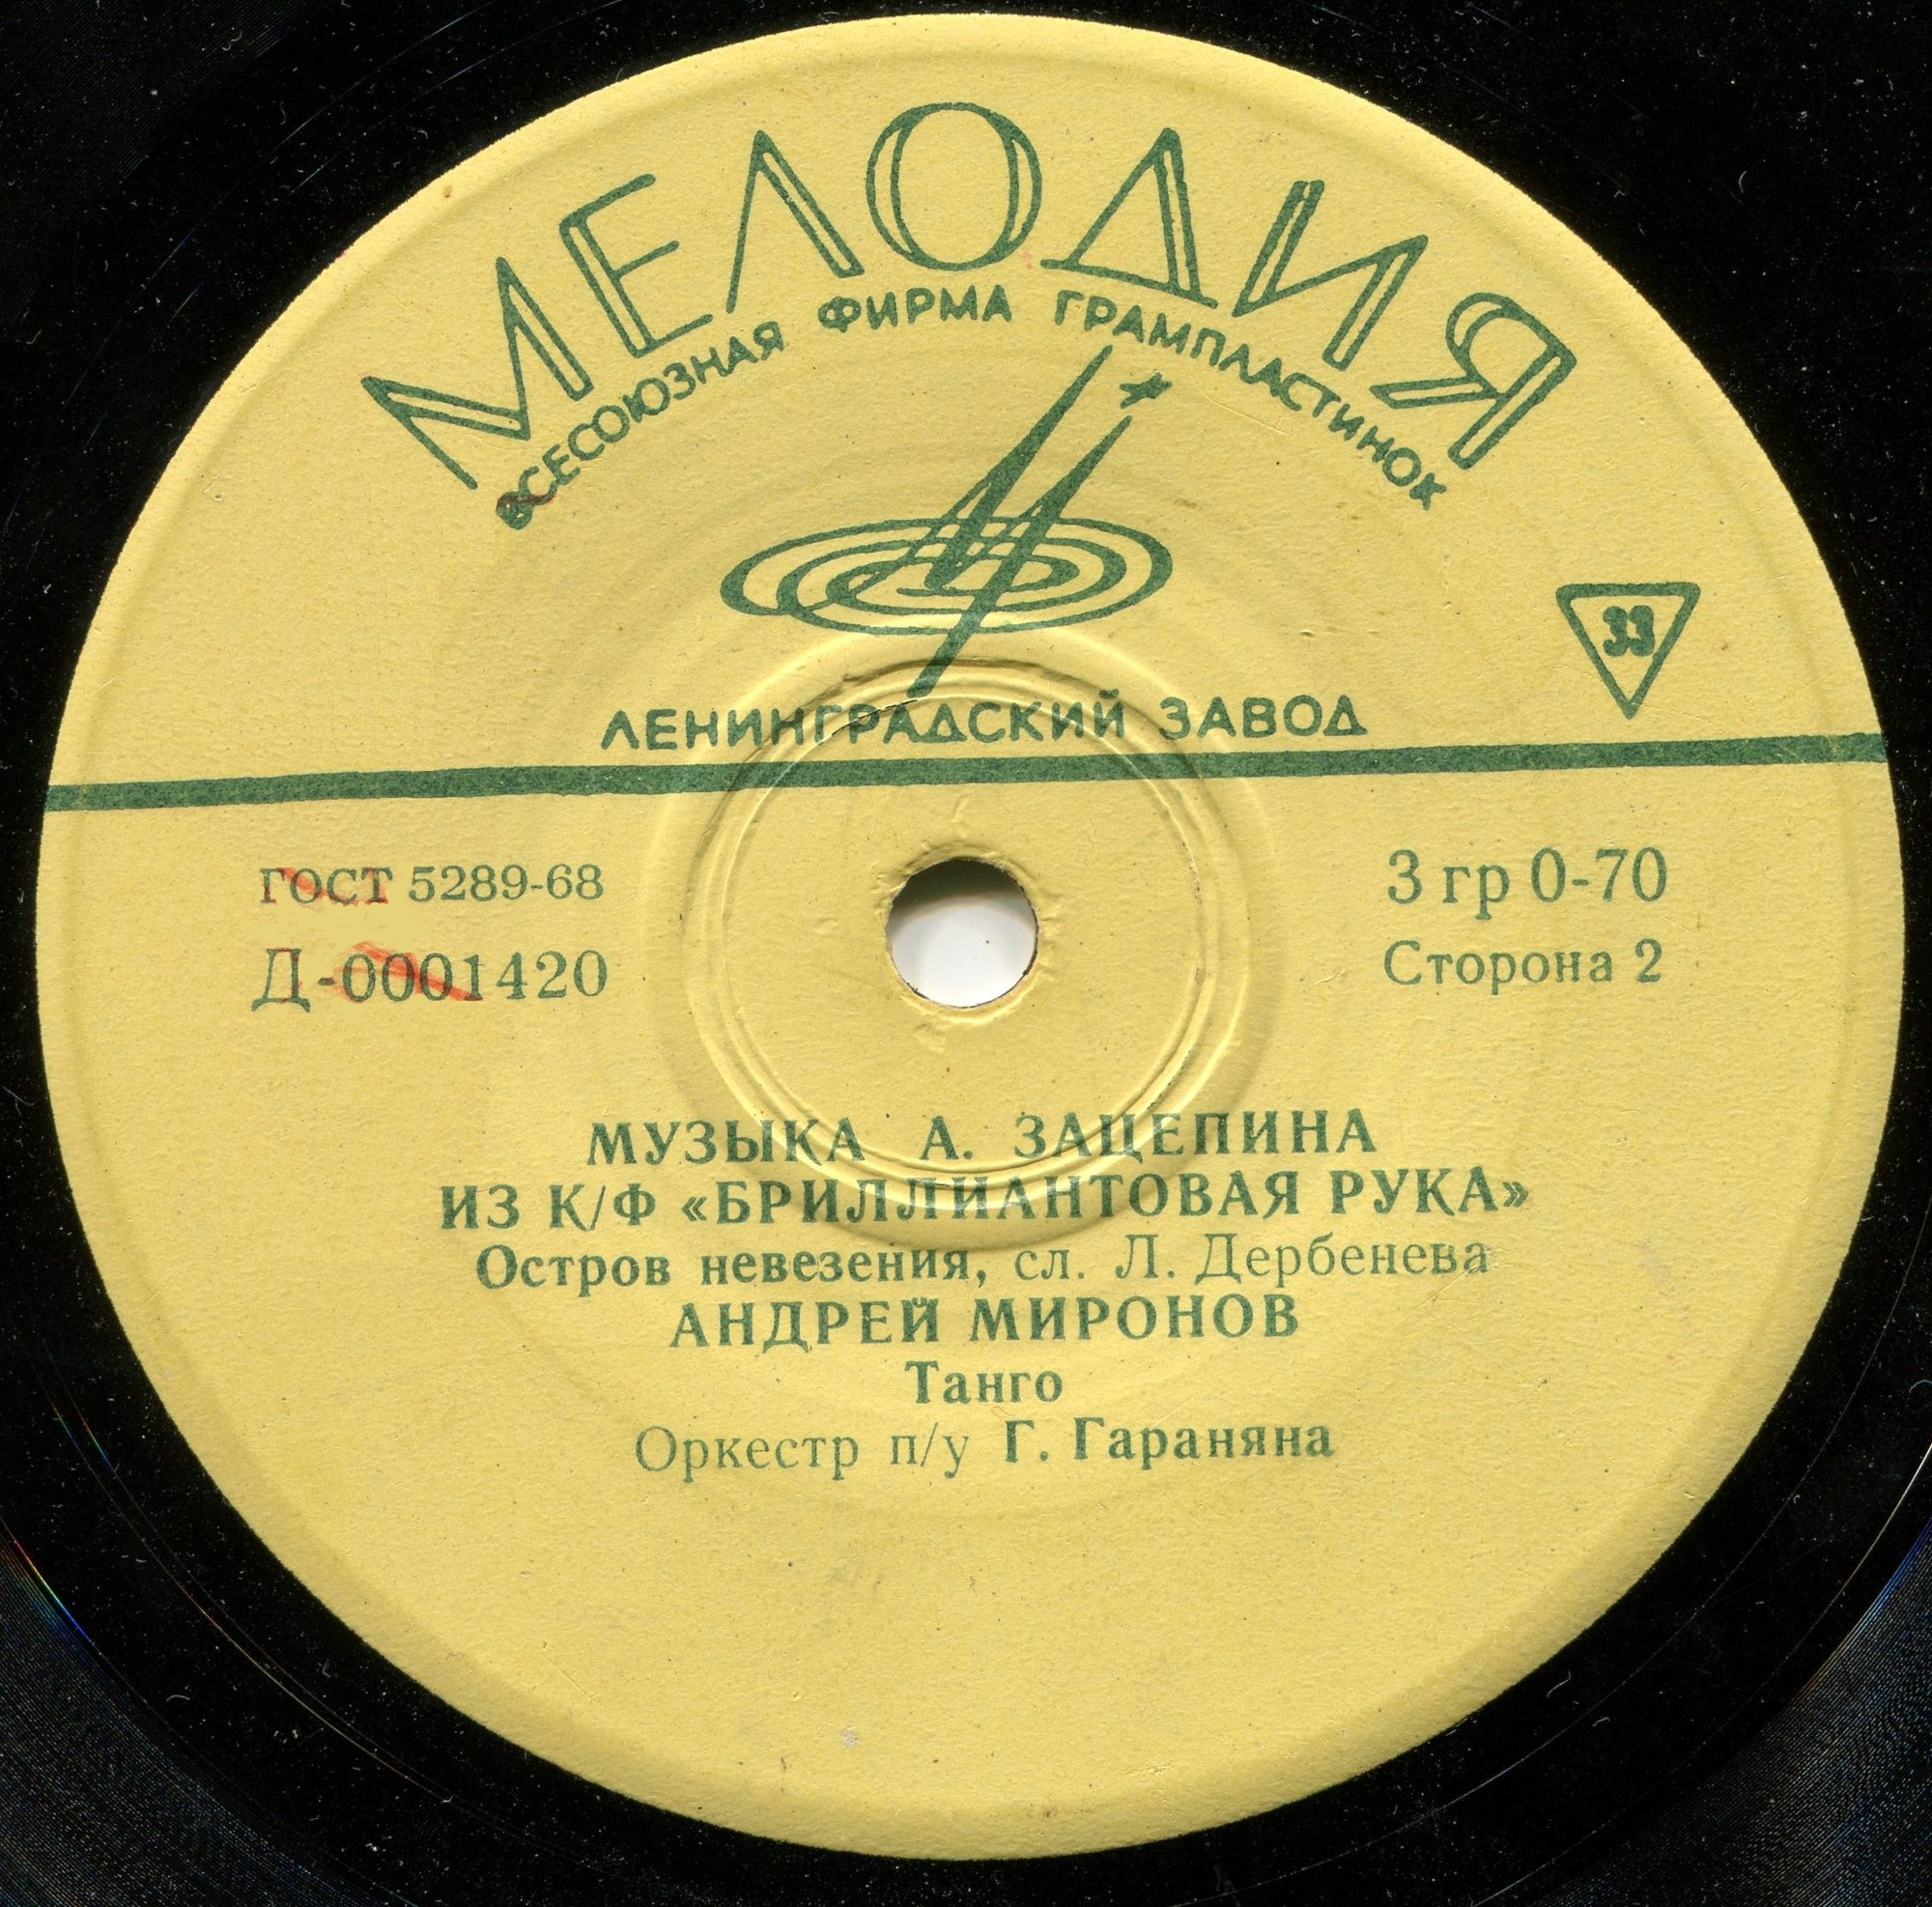 МЕЛОДИЯ
ВСЕСОЮЗНАЯ ФИРМА ГРАМПЛАСТИНОК
33
ЛЕНИНГРАДСКИЙ ЗАВОД
ГОСТ 5289-68
3 гр 0-70
Д-0001420
Сторона 2
МУЗЫКА А. ЗАЦЕПИНА
ИЗ К/Ф «БРИЛЛИАНТОВАЯ РУКА»
Остров невезения, сл. Л. Дербенева
АНДРЕЙ МИРОНОВ
Танго
Оркестр п/у Г. Гараняна